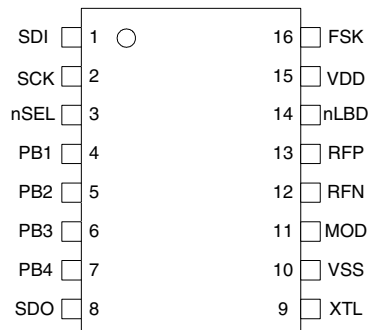 SDI 1 16 FSK
SCK 2 15 VDD
nSEL 3 14 nLBD
PB1 4 13 RFP
PB2 5 12 RFN
PB3 6 11 MOD
PB4 7 10 VSS
SDO 8 9 XTL